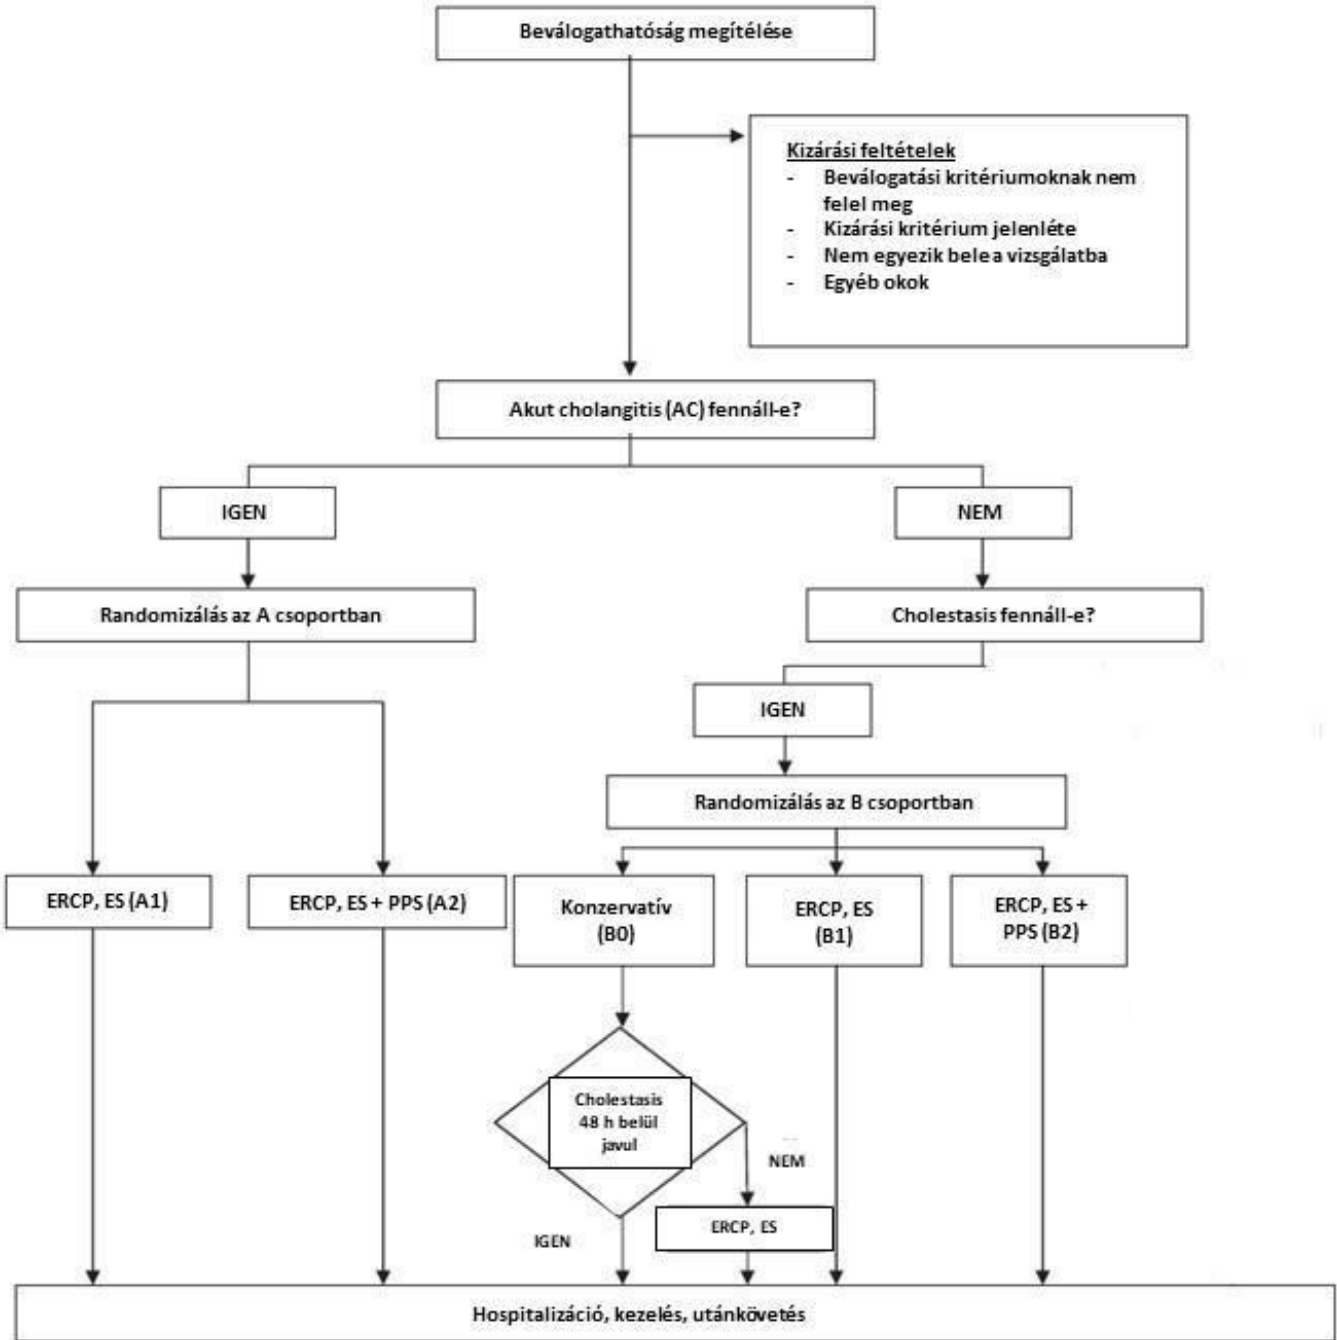 Beválogathatóság megítélése
Kizárási feltételek
- Beválogatási kritériumoknak nem
felel meg
- Kizárási kritérium jelenléte
- Nem egyezik bele a vizsgálatba
- Egyéb okok
Akut cholangitis (AC) fennáll-e?
IGEN
NEM
Randomizálás az A csoportban
Cholestasis fennáll-e?
IGEN
Randomizálás az B csoportban
ERCP, ES (A1)
ERCP, ES + PPS (A2)
Konzervatív
(B0)
ERCP, ES
(B1)
ERCP, ES +
PPS (B2)
Cholestasis
48 h belül
javul
NEM
ERCP, ES
IGEN
Hospitalizáció, kezelés, utánkövetés